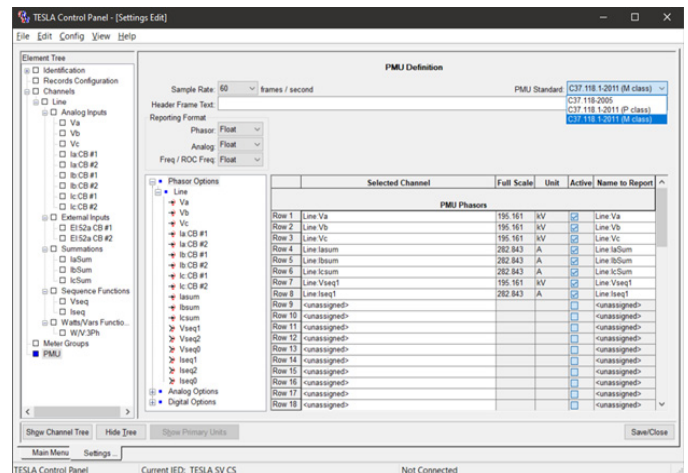 TESLA Control Panel - [Settings Edit]
File Edit Config View Help
Element Tree
Identification
Records Configuration
Channels
Line
Analog Inputs
Va
Vb
Vc
Ia:CB #1
Ia:CB #2
Ib:CB #1
Ib:CB #2
Ic:CB #1
Ic:CB #2
External Inputs
EI:52a CB #1
EI:52a CB #2
Summations
IaSum
IbSum
IcSum
Sequence Functions
Vseq
Iseq
Watts/Vars Functio...
W/V:3Ph
Meter Groups
PMU
PMU Definition
Sample Rate: 60 frames / second
PMU Standard: C37.118.1-2011 (M class)
C37.118-2005
C37.118.1-2011 (P class)
C37.118.1-2011 (M class)
Header Frame Text:
Reporting Format
Phasor: Float
Analog: Float
Freq / ROC Freq: Float
Phasor Options
Line
Va
Vb
Vc
Ia:CB #1
Ia:CB #2
Ib:CB #1
Ib:CB #2
Ic:CB #1
Ic:CB #2
Iasum
Ibsum
Icsum
Vseq1
Vseq2
Vseq0
Iseq1
Iseq2
Iseq0
Analog Options
Digital Options
Selected Channel Full Scale Unit Active Name to Report
PMU Phasors
Row 1 Line:Va 195.161 kV Line:Va
Row 2 Line:Vb 195.161 kV Line:Vb
Row 3 Line:Vc 195.161 kV Line:Vc
Row 4 Line:Iasum 282.843 A Line:IaSum
Row 5 Line:Ibsum 282.843 A Line:IbSum
Row 6 Line:Icsum 282.843 A Line:IcSum
Row 7 Line:Vseq1 195.161 kV Line:Vseq1
Row 8 Line:Iseq1 282.843 A Line:Iseq1
Row 9 <unassigned> <unassigned>
Row 10 <unassigned> <unassigned>
Row 11 <unassigned> <unassigned>
Row 12 <unassigned> <unassigned>
Row 13 <unassigned> <unassigned>
Row 14 <unassigned> <unassigned>
Row 15 <unassigned> <unassigned>
Row 16 <unassigned> <unassigned>
Row 17 <unassigned> <unassigned>
Row 18 <unassigned> <unassigned>
Show Channel Tree Hide Tree Show Primary Units Save/Close
Main Menu Settings ...
TESLA Control Panel Current IED: TESLA SV CS Not Connected